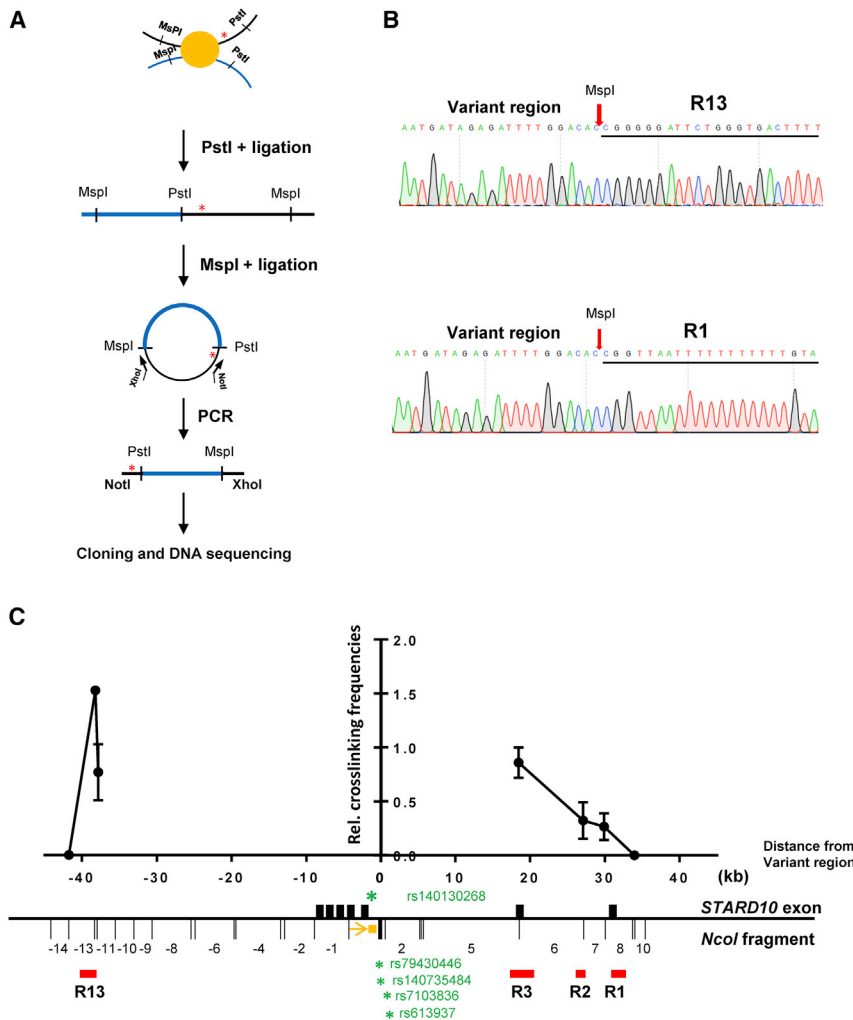 A
MsPI
PstI
*
MspI
PstI
PstI + ligation
MspI
PstI
MspI
*
MspI + ligation
MspI
PstI
*
XhoI
NotI
PCR
PstI
MspI
*
NotI
XhoI
Cloning and DNA sequencing
B
MspI
Variant region
R13
AATGATAGAGATTTTGGACACCGGGGGATTCTGGGTGACTTTT
MspI
Variant region
R1
AATGATAGAGATTTTGGACACCGGTTAATTTTTTTTTTTGTA
C
Rel. crosslinking frequencies
2.0
1.5
1.0
0.5
0.0
-40
-30
-20
-10
0
10
20
30
40
(kb)
Distance from
Variant region
* rs140130268
STARD10 exon
NcoI fragment
-14
-13
-11
-10
-9
-8
-6
-4
-2
-1
2
5
6
7
8
10
* rs79430446
* rs140735484
* rs7103836
* rs613937
R13
R3
R2
R1